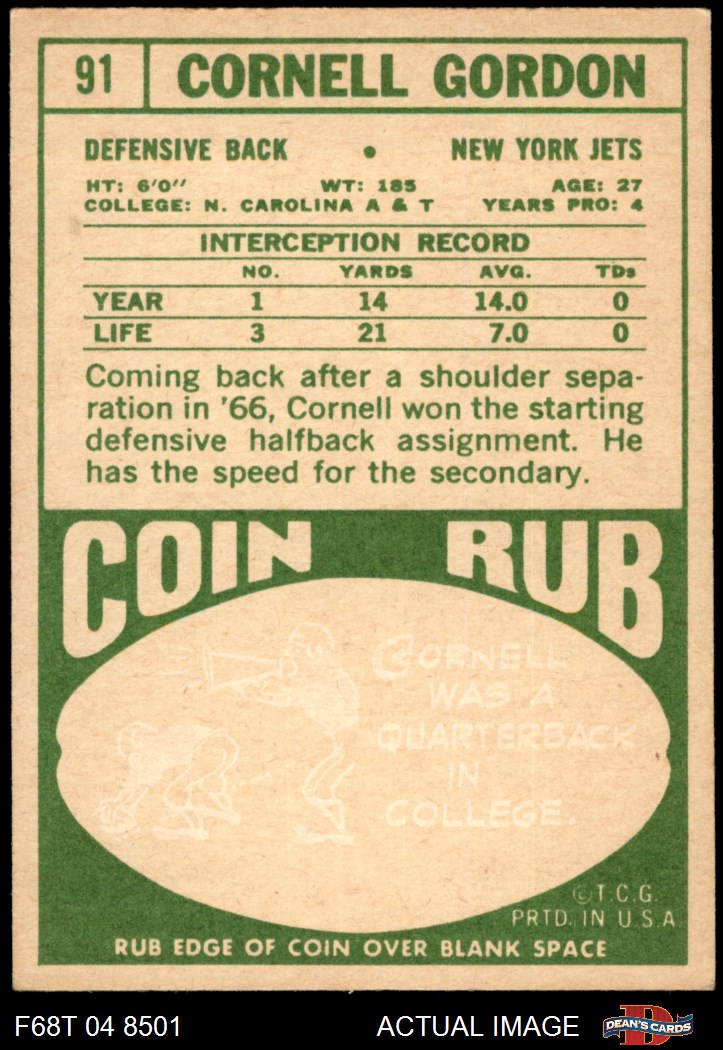 91 CORNELL GORDON
DEFENSIVE BACK • NEW YORK JETS
HT: 6'0" WT: 185 AGE: 27
COLLEGE: N. CAROLINA A & T YEARS PRO: 4
INTERCEPTION RECORD
NO. YARDS AVG. TDs
YEAR 1 14 14.0 0
LIFE 3 21 7.0 0
Coming back after a shoulder sepa-
ration in '66, Cornell won the starting
defensive halfback assignment. He
has the speed for the secondary.
COIN RUB
CORNELL
WAS A
QUARTERBACK
IN
COLLEGE.
©T.C.G.
PRTD. IN U.S.A
RUB EDGE OF COIN OVER BLANK SPACE
F68T 04 8501 ACTUAL IMAGE D DEAN'S CARDS